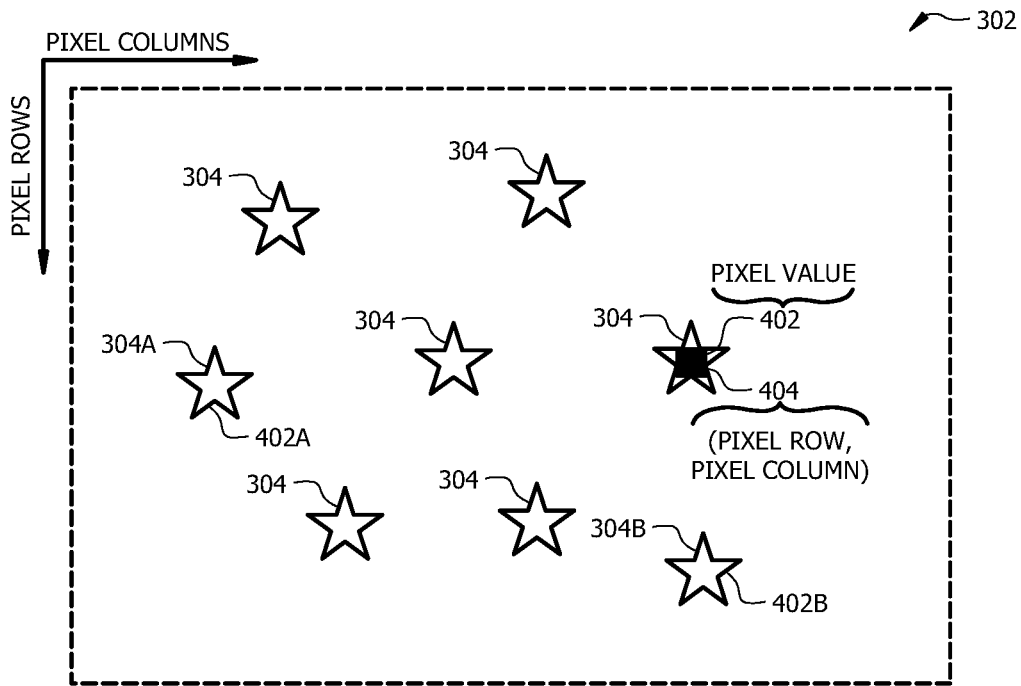 302
PIXEL COLUMNS
PIXEL ROWS
304
304
PIXEL VALUE
304
304
402
304A
404
402A
(PIXEL ROW,
PIXEL COLUMN)
304
304
304B
402B